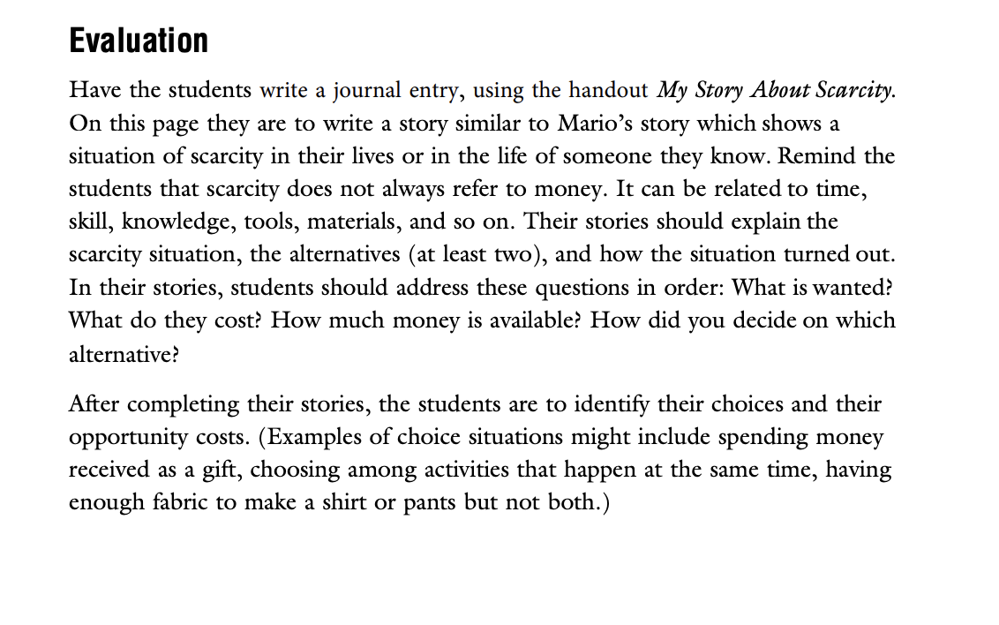 Evaluation
Have the students write a journal entry, using the handout My Story About Scarcity.
On this page they are to write a story similar to Mario’s story which shows a
situation of scarcity in their lives or in the life of someone they know. Remind the
students that scarcity does not always refer to money. It can be related to time,
skill, knowledge, tools, materials, and so on. Their stories should explain the
scarcity situation, the alternatives (at least two), and how the situation turned out.
In their stories, students should address these questions in order: What is wanted?
What do they cost? How much money is available? How did you decide on which
alternative?
After completing their stories, the students are to identify their choices and their
opportunity costs. (Examples of choice situations might include spending money
received as a gift, choosing among activities that happen at the same time, having
enough fabric to make a shirt or pants but not both.)